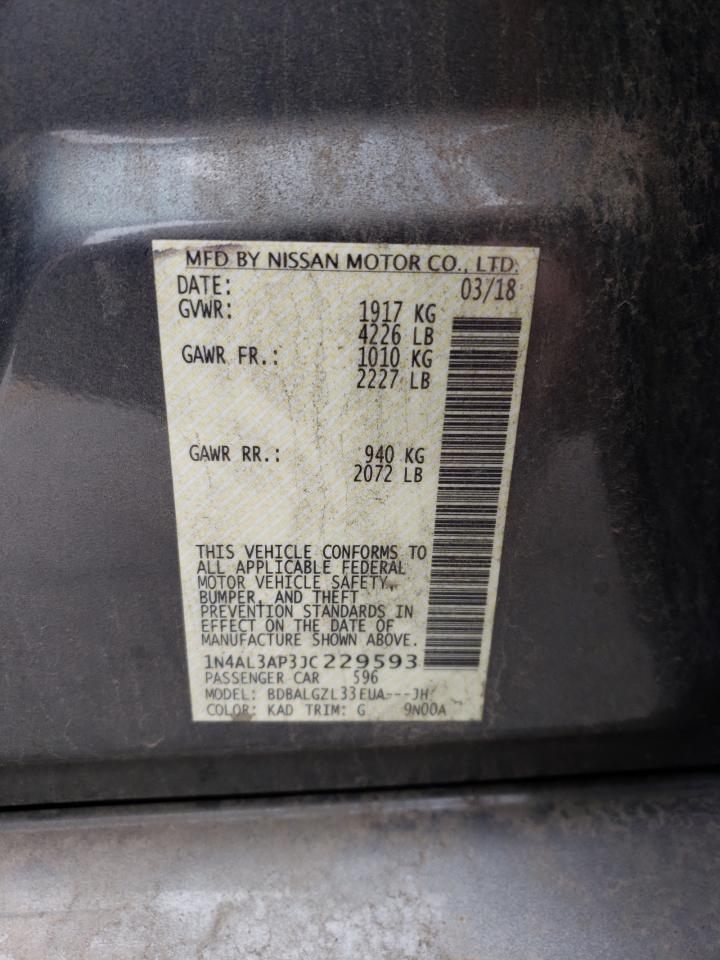 MFD BY NISSAN MOTOR CO., LTD.
DATE: 03/18
GVWR: 1917 KG
4226 LB
GAWR FR.: 1010 KG
2227 LB
GAWR RR.: 940 KG
2072 LB
THIS VEHICLE CONFORMS TO
ALL APPLICABLE FEDERAL
MOTOR VEHICLE SAFETY,
BUMPER, AND THEFT
PREVENTION STANDARDS IN
EFFECT ON THE DATE OF
MANUFACTURE SHOWN ABOVE.
1N4AL3AP3JC229593
PASSENGER CAR 596
MODEL: BDBALGZL33EUA---JH
COLOR: KAD TRIM: G 9N00A